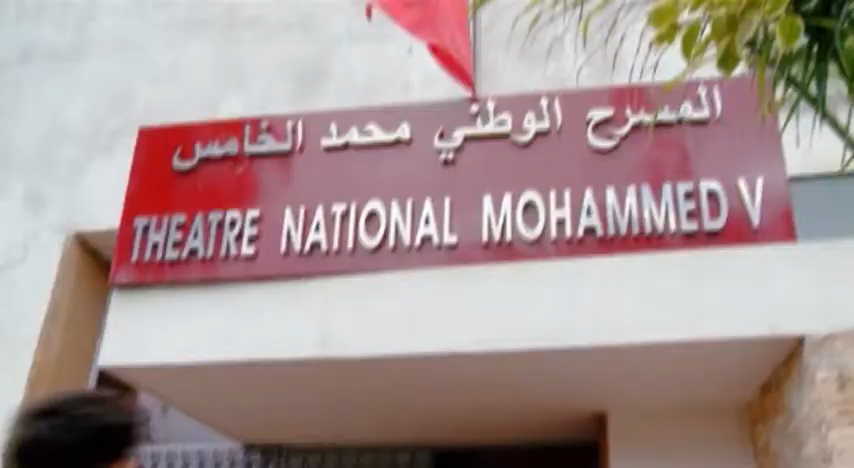 المسرح الوطني محمد الخامس
THEATRE NATIONAL MOHAMMED V